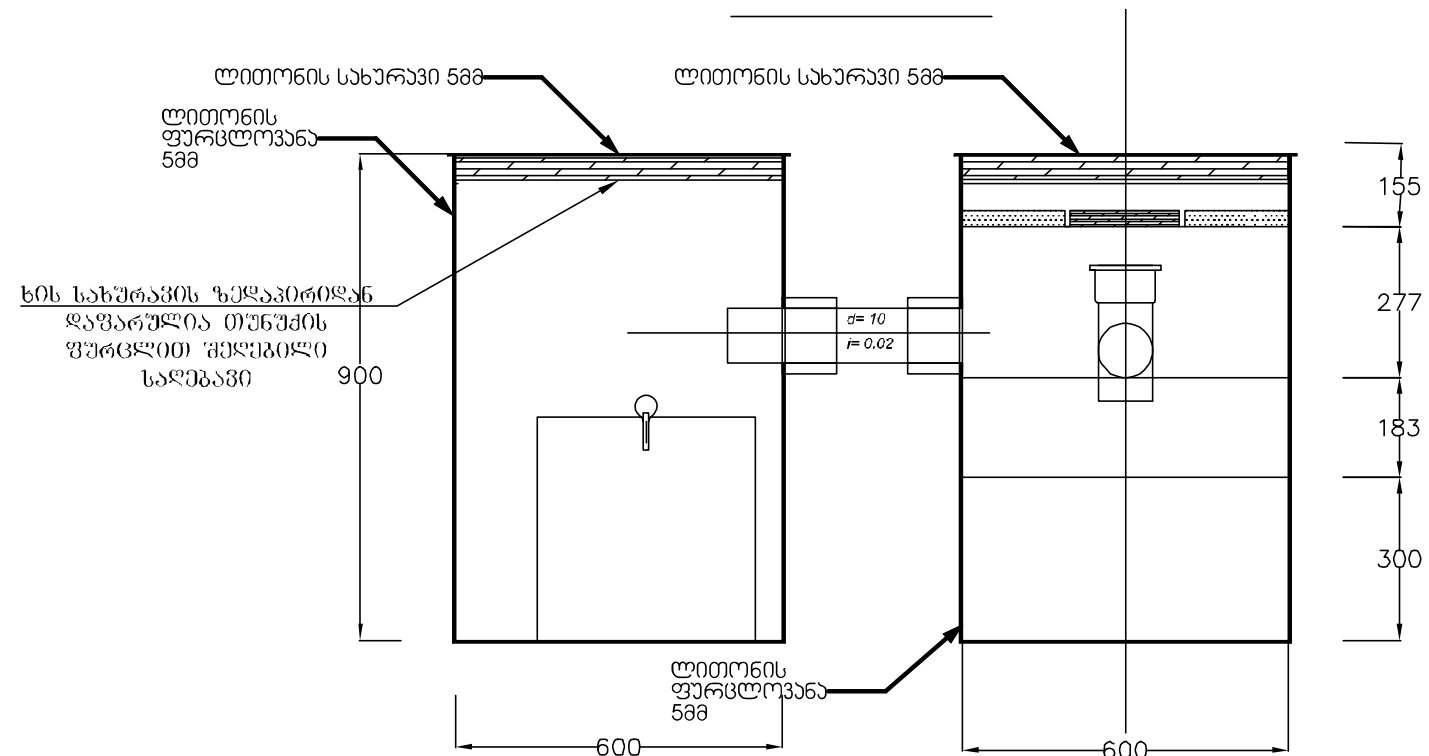 ლითონის სახურავი 5მმ
ლითონის სახურავი 5მმ
ლითონის
ფურცლოვანა
5მმ
155
ხის სახურავის ზედაპირიდან
დაფარულია თუნუქის
ფურცლით შეღებილი
საღებავი
900
277
d= 10
i= 0.02
183
300
ლითონის
ფურცლოვანა
5მმ
600
600